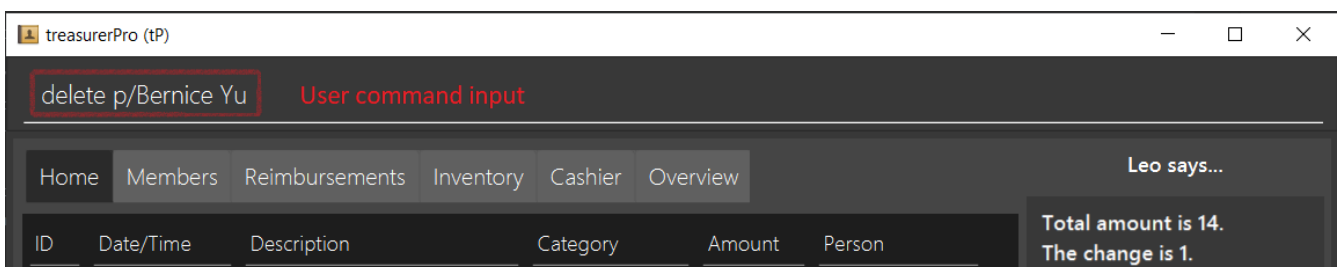 treasurerPro (tP)
delete p/Bernice Yu User command input
Home Members Reimbursements Inventory Cashier Overview
Leo says...
ID Date/Time Description Category Amount Person
Total amount is 14.
The change is 1.